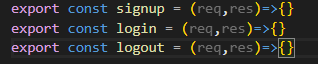 export const signup = (req,res)=>{}
export const login = (req,res)=>{}
export const logout = (req,res)=>{}